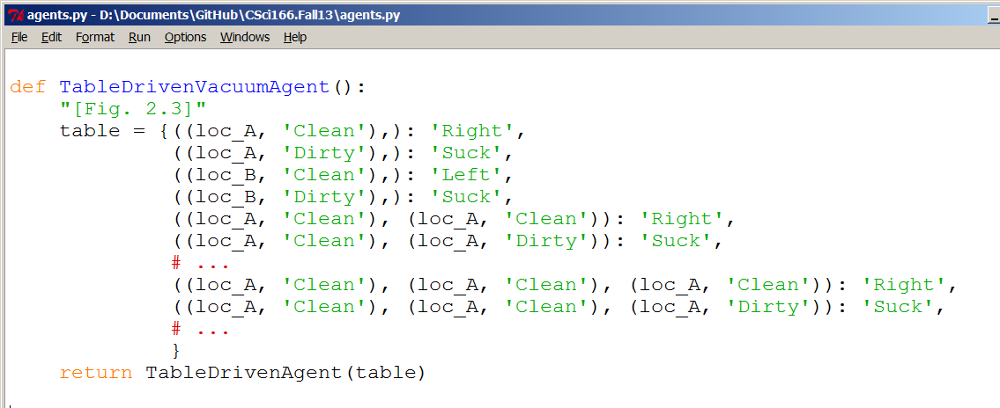 agents.py - D:\Documents\GitHub\CSci166.Fall13\agents.py
File Edit Format Run Options Windows Help
def TableDrivenVacuumAgent():
    "[Fig. 2.3]"
    table = {((loc_A, 'Clean'),): 'Right',
             ((loc_A, 'Dirty'),): 'Suck',
             ((loc_B, 'Clean'),): 'Left',
             ((loc_B, 'Dirty'),): 'Suck',
             ((loc_A, 'Clean'), (loc_A, 'Clean')): 'Right',
             ((loc_A, 'Clean'), (loc_A, 'Dirty')): 'Suck',
             # ...
             ((loc_A, 'Clean'), (loc_A, 'Clean'), (loc_A, 'Clean')): 'Right',
             ((loc_A, 'Clean'), (loc_A, 'Clean'), (loc_A, 'Dirty')): 'Suck',
             # ...
             }
    return TableDrivenAgent(table)